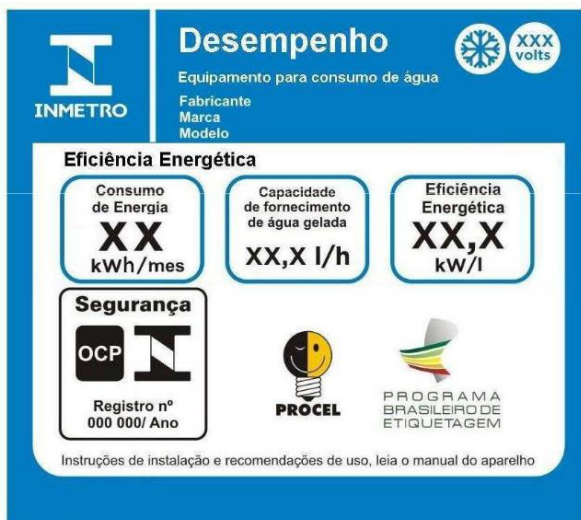 INMETRO
Desempenho
XXX
volts
Equipamento para consumo de água
Fabricante
Marca
Modelo
Eficiência Energética
Consumo
de Energia
XX
kWh/mes
Capacidade
de fornecimento
de água gelada
XX,X l/h
Eficiência
Energética
XX,X
kW/l
Segurança
OCP
Registro nº
000 000/ Ano
PROCEL
PROGRAMA
BRASILEIRO DE
ETIQUETAGEM
Instruções de instalação e recomendações de uso, leia o manual do aparelho